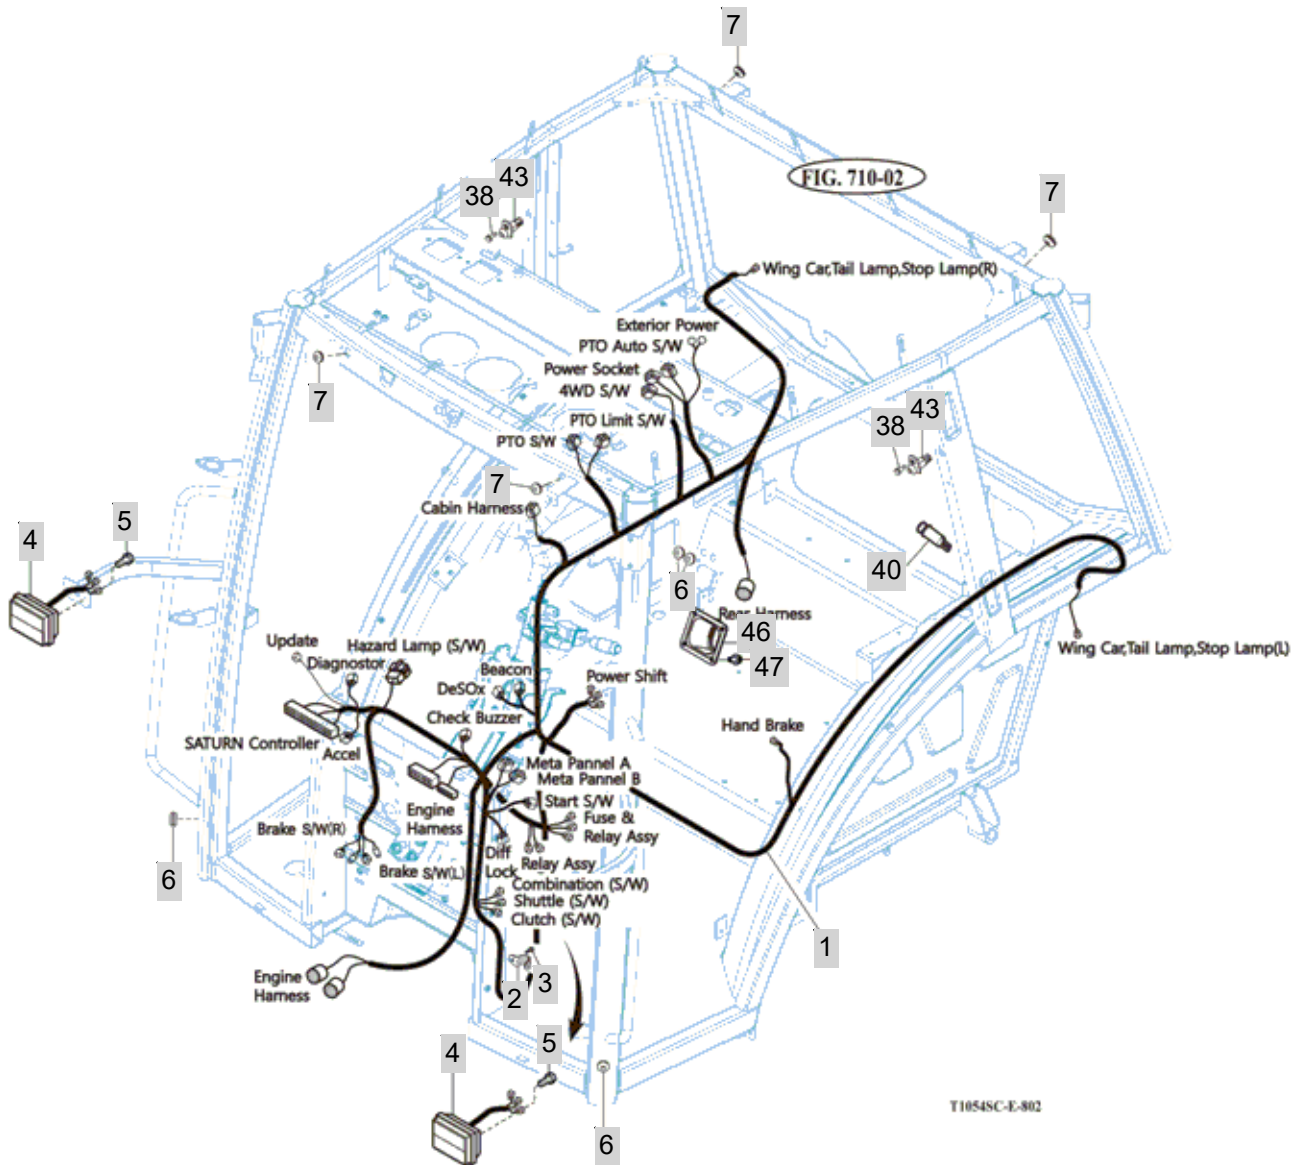 7
FIG. 710-02
43
38
7
Wing Car,Tail Lamp,Stop Lamp(R)
Exterior Power
PTO Auto S/W
Power Socket
4WD S/W
7
PTO Limit S/W
PTO S/W
43
38
7
Cabin Harness
5
4
40
6
Rear Harness
46
47
Wing Car,Tail Lamp,Stop Lamp(L)
Update
Hazard Lamp (S/W)
Diagnostor
Beacon
DeSOx
Power Shift
Check Buzzer
Hand Brake
SATURN Controller
Accel
Meta Pannel A
Meta Pannel B
Start S/W
Engine
Harness
Fuse &
Relay Assy
Brake S/W(R)
Diff
Lock
Relay Assy
Brake S/W(L)
6
Combination (S/W)
Shuttle (S/W)
Clutch (S/W)
1
Engine
Harness
2
3
5
4
6
T1054SC-E-802